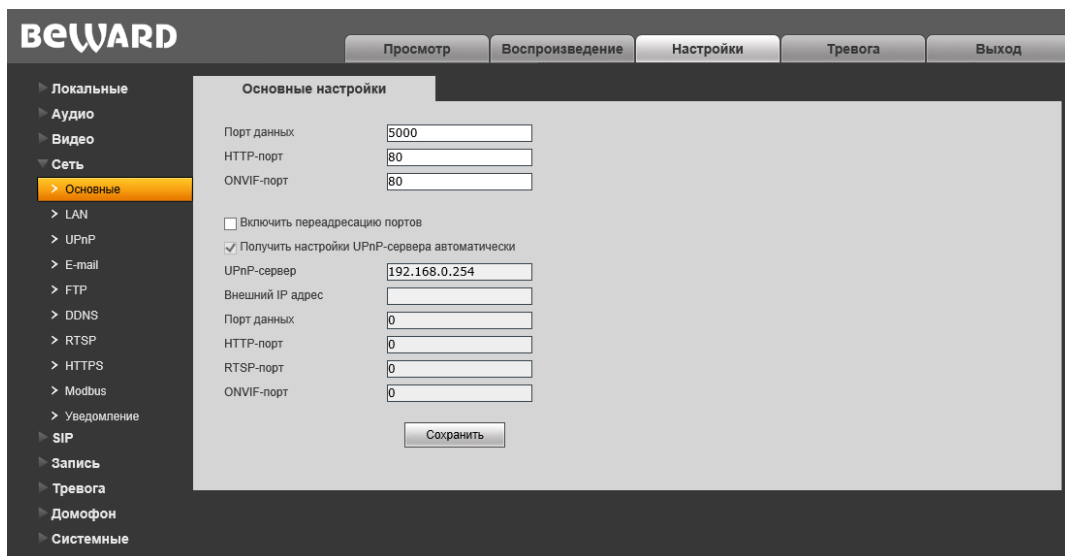 BEWARD
Просмотр
Воспроизведение
Настройки
Тревога
Выход
Локальные
Аудио
Видео
Сеть
Основные
LAN
UPnP
E-mail
FTP
DDNS
RTSP
HTTPS
Modbus
Уведомление
SIP
Запись
Тревога
Домофон
Системные
Основные настройки
Порт данных 5000
HTTP-порт 80
ONVIF-порт 80
Включить переадресацию портов
Получить настройки UPnP-сервера автоматически
UPnP-сервер 192.168.0.254
Внешний IP адрес
Порт данных 0
HTTP-порт 0
RTSP-порт 0
ONVIF-порт 0
Сохранить